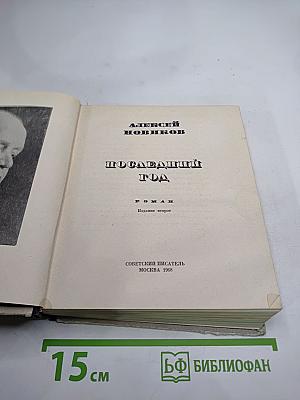 АЛЕКСЕЙ
НОВИКОВ
ПОСЛЕДНИЙ
ГОД
РОМАН
Издание второе
СОВЕТСКИЙ ПИСАТЕЛЬ
МОСКВА 1968
15 см
БФ БИБЛИОФАН